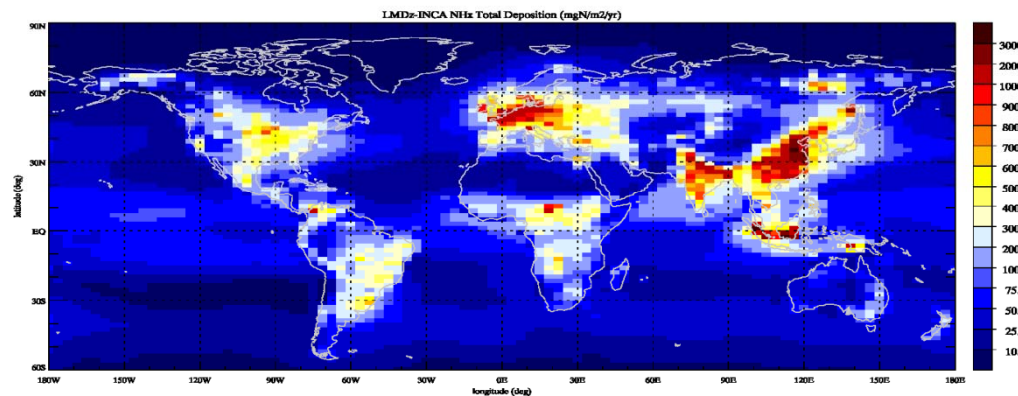 LMDz-INCA NHx Total Deposition (mgN/m2/yr)
90N
60N
30N
EQ
30S
60S
latitude (deg)
180W 150W 120W 90W 60W 30W 0E 30E 60E 90E 120E 150E 180E
longitude (deg)
3000
2000
1000
900
800
700
600
500
400
300
200
100
75.
50.
25.
10.